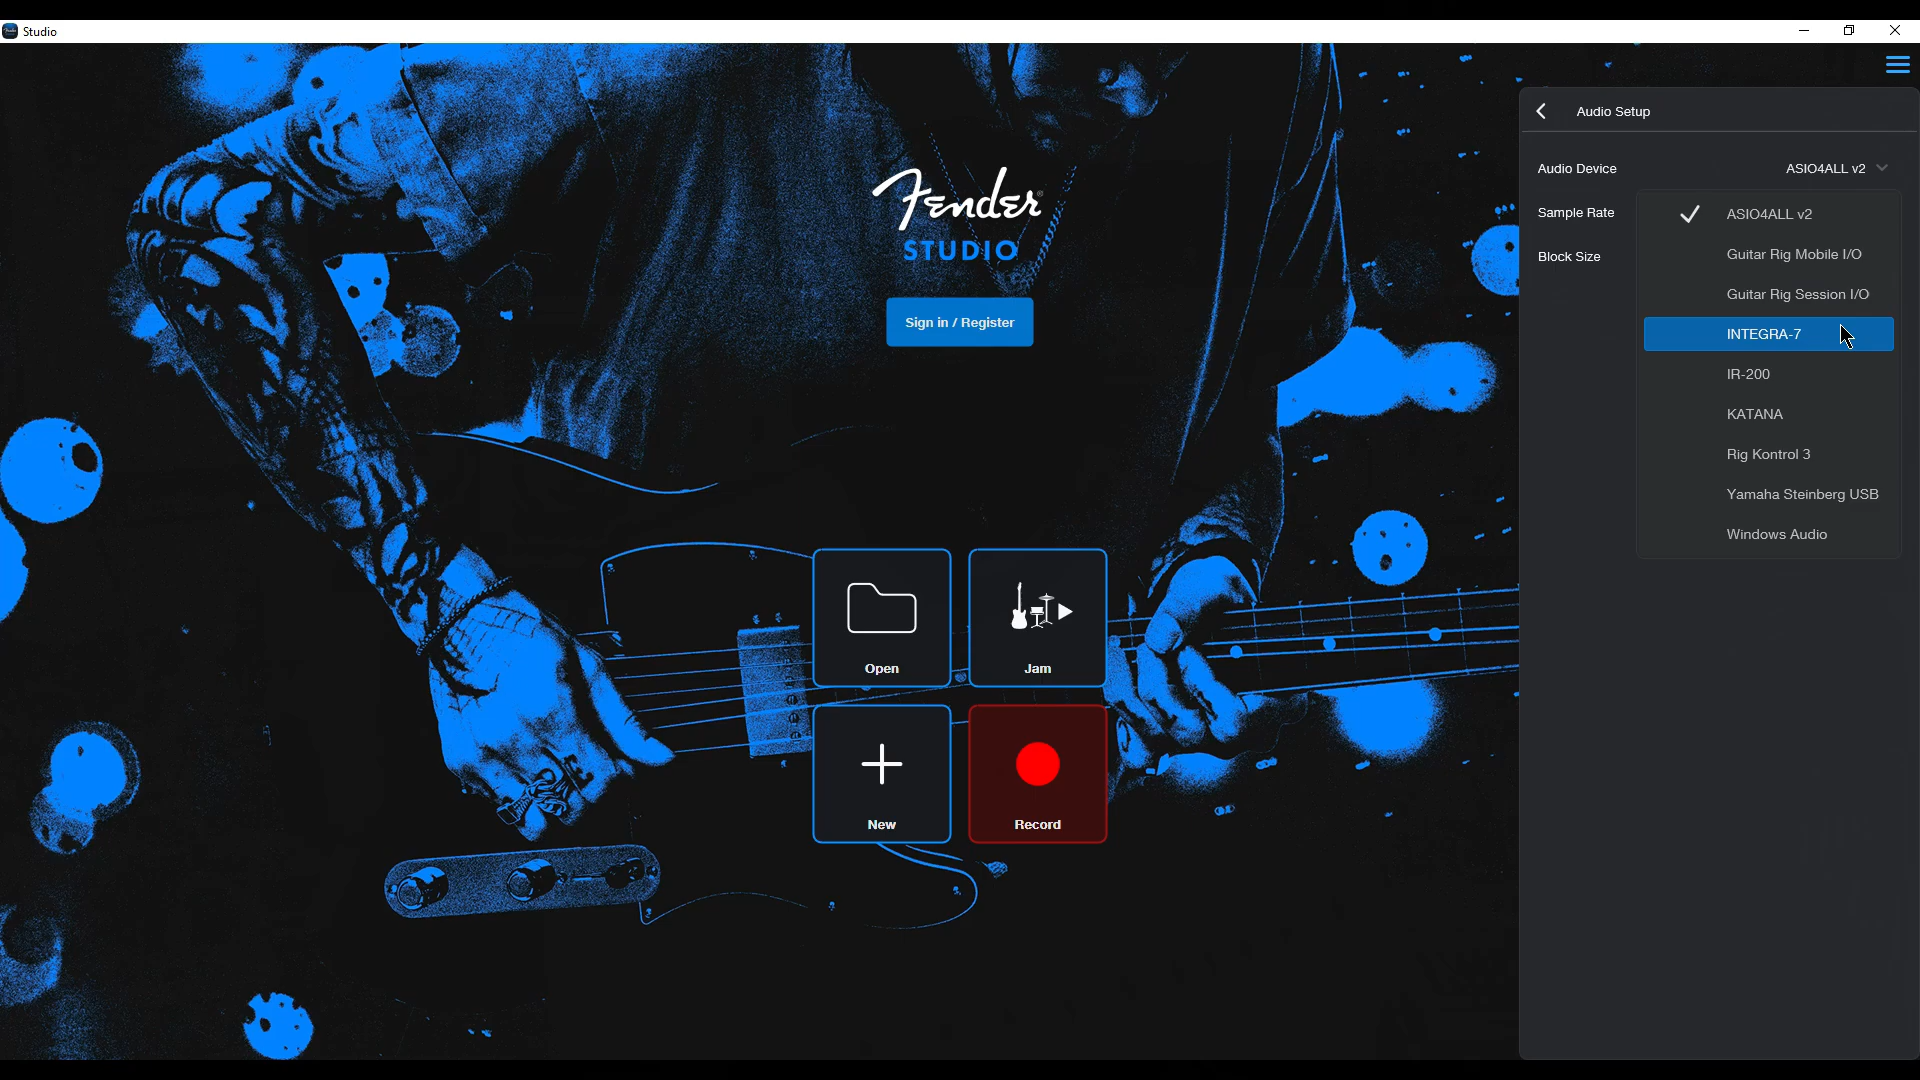 Studio
Fender
STUDIO
Sign in / Register
Open
Jam
New
Record
Audio Setup
Audio Device
ASIO4ALL v2
Sample Rate
Block Size
ASIO4ALL v2
Guitar Rig Mobile I/O
Guitar Rig Session I/O
INTEGRA-7
IR-200
KATANA
Rig Kontrol 3
Yamaha Steinberg USB
Windows Audio